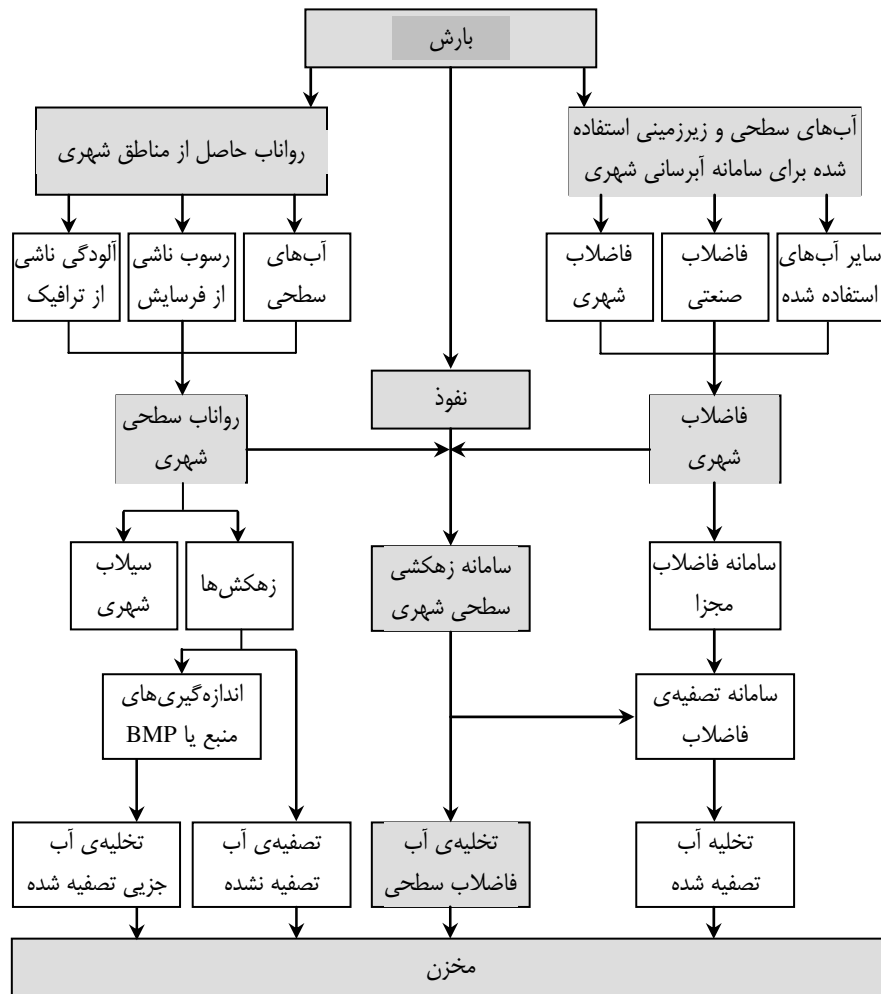 بارش
آب‌های سطحی و زیرزمینی استفاده
شده برای سامانه آبرسانی شهری
رواناب حاصل از مناطق شهری
سایر آب‌های
استفاده شده
فاضلاب
صنعتی
فاضلاب
شهری
آب‌های
سطحی
رسوب ناشی
از فرسایش
آلودگی ناشی
از ترافیک
نفوذ
فاضلاب
شهری
رواناب سطحی
شهری
سامانه فاضلاب
مجزا
سامانه زهکشی
سطحی شهری
زهکش‌ها
سیلاب
شهری
سامانه تصفیه‌ی
فاضلاب
اندازه‌گیری‌های
منبع یا BMP
تخلیه آب
تصفیه شده
تخلیه‌ی آب
فاضلاب سطحی
تصفیه‌ی آب
تصفیه نشده
تخلیه‌ی آب
جزیی تصفیه شده
مخزن